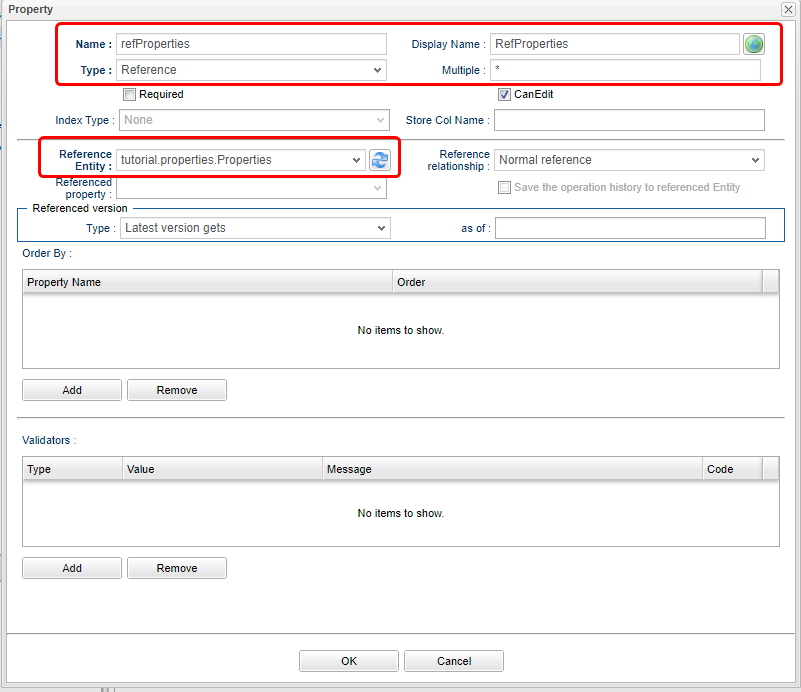 Property
Name : refProperties Display Name : RefProperties
Type : Reference Multiple : *
Required CanEdit
Index Type : None Store Col Name :
Reference Entity : tutorial.properties.Properties Reference relationship : Normal reference
Referenced property : Save the operation history to referenced Entity
Referenced version
Type : Latest version gets as of :
Order By :
Property Name Order
No items to show.
Add Remove
Validators :
Type Value Message Code
No items to show.
Add Remove
OK Cancel